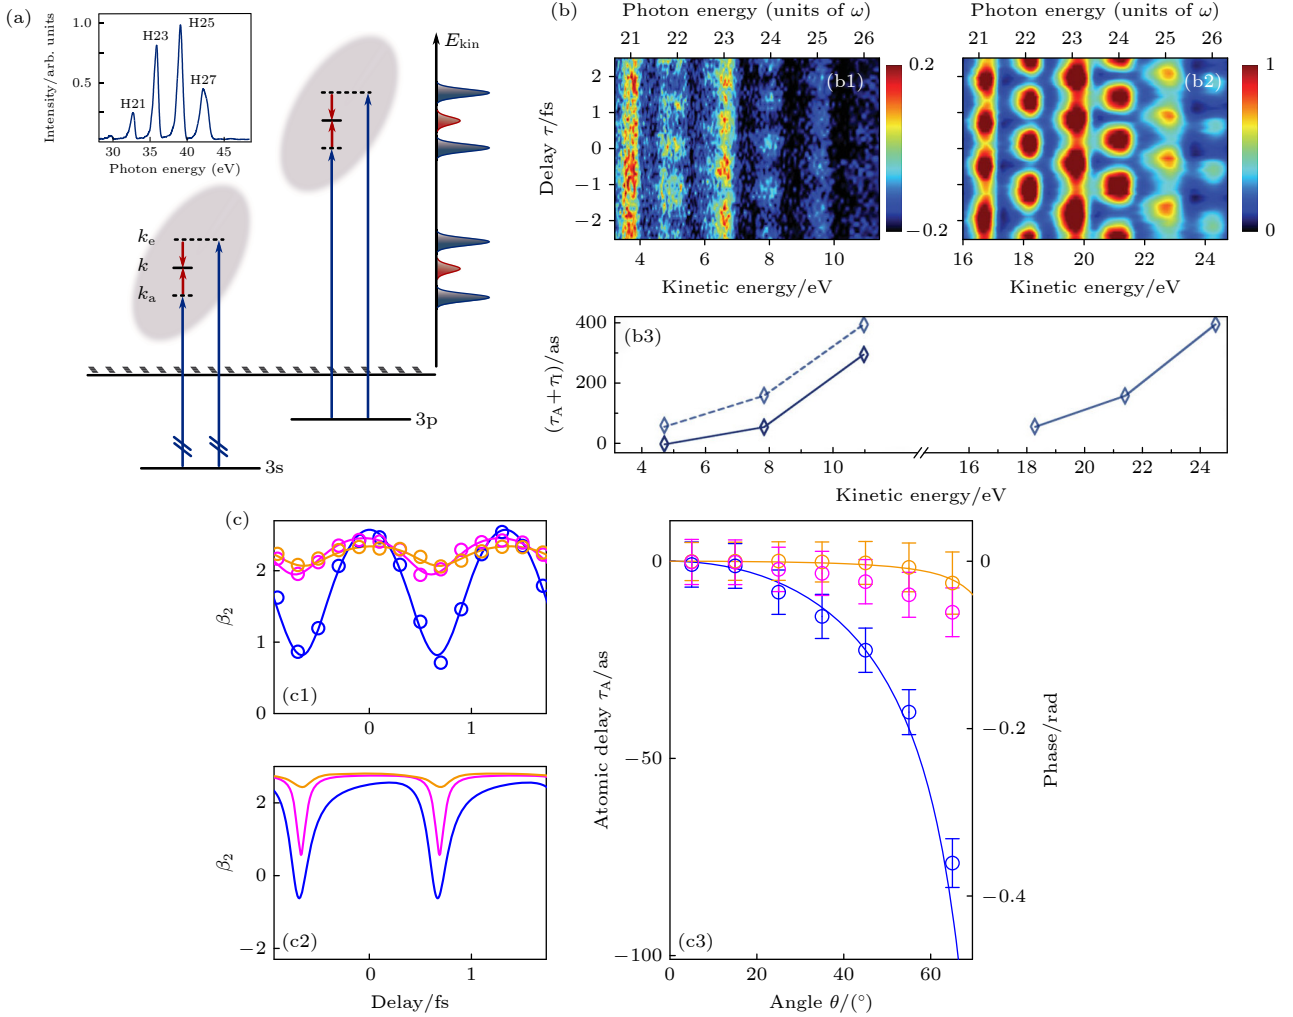 (a)
Intensity/arb. units
1.0
0.5
H21
H23
H25
H27
30
36
40
45
Photon energy (eV)
E_kin
k_e
k
k_a
3s
3p
(b)
Photon energy (units of ω)
21 22 23 24 25 26
(b1)
Delay τ/fs
2
1
0
−1
−2
4 6 8 10
Kinetic energy/eV
0.2
−0.2
Photon energy (units of ω)
21 22 23 24 25 26
(b2)
16 18 20 22 24
Kinetic energy/eV
1
0
(b3)
(τ_A+τ_I)/as
400
200
0
4 6 8 10 16 18 20 22 24
Kinetic energy/eV
(c)
β₂
2
1
0
(c1)
0 1
β₂
2
0
−2
(c2)
0 1
Delay/fs
Atomic delay τ_A/as
0
−50
−100
(c3)
0 20 40 60
Angle θ/(°)
0
−0.2
−0.4
Phase/rad